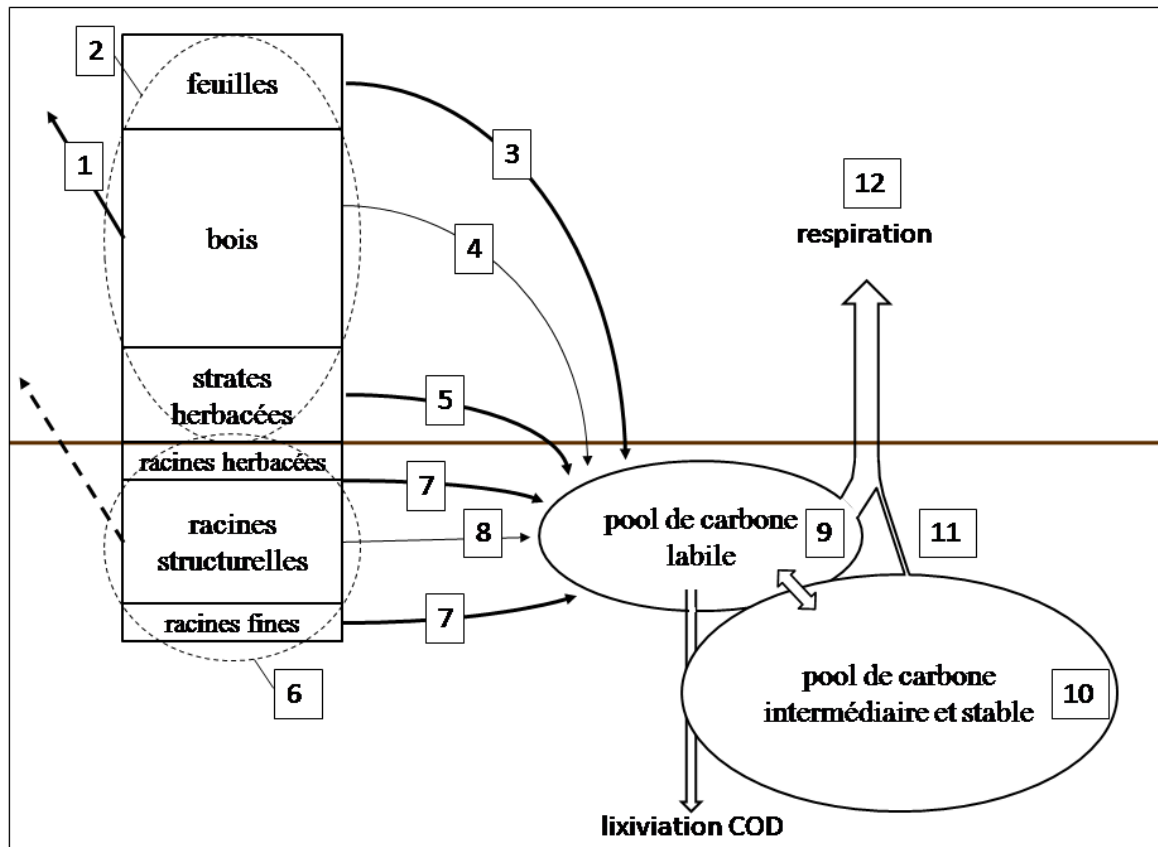 2
feuilles
1
3
12
respiration
bois
4
strates
herbacées
5
racines herbacées
7
racines
structurelles
8
pool de carbone
labile
9
11
racines fines
7
6
pool de carbone
intermédiaire et stable
10
lixiviation COD